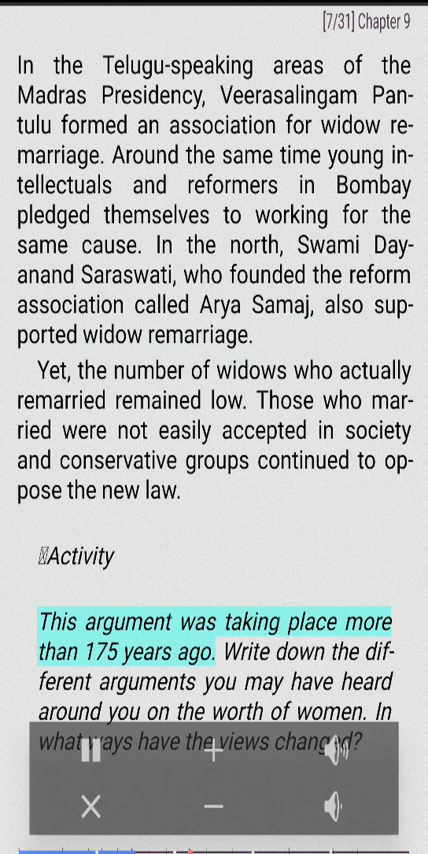 [7/31] Chapter 9
In the Telugu-speaking areas of the
Madras Presidency, Veerasalingam Pan-
tulu formed an association for widow re-
marriage. Around the same time young in-
tellectuals and reformers in Bombay
pledged themselves to working for the
same cause. In the north, Swami Day-
anand Saraswati, who founded the reform
association called Arya Samaj, also sup-
ported widow remarriage.
Yet, the number of widows who actually
remarried remained low. Those who mar-
ried were not easily accepted in society
and conservative groups continued to op-
pose the new law.
Activity
This argument was taking place more
than 175 years ago. Write down the dif-
ferent arguments you may have heard
around you on the worth of women. In
what ways have the views changed?